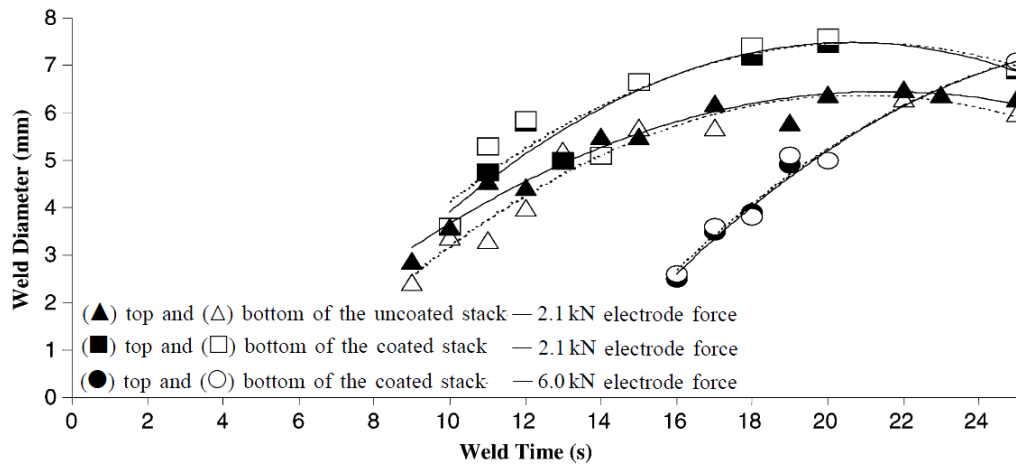 8
7
6
5
4
3
2
1
0
Weld Diameter (mm)
(▲) top and (△) bottom of the uncoated stack — 2.1 kN electrode force
(■) top and (□) bottom of the coated stack — 2.1 kN electrode force
(●) top and (○) bottom of the coated stack — 6.0 kN electrode force
0 2 4 6 8 10 12 14 16 18 20 22 24
Weld Time (s)